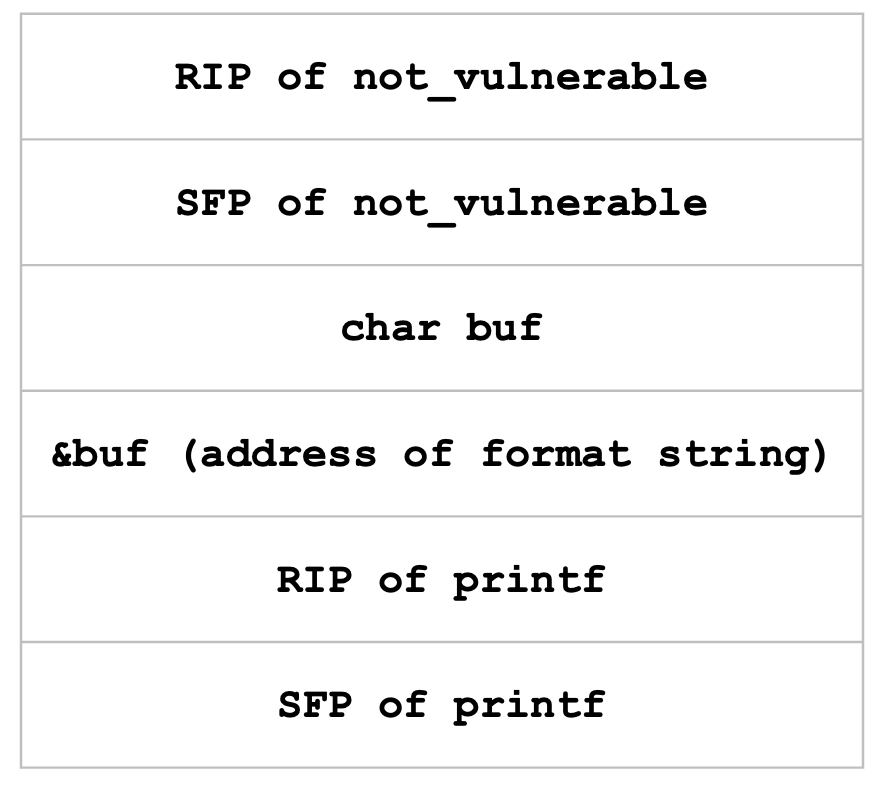 RIP of not_vulnerable
SFP of not_vulnerable
char buf
&buf (address of format string)
RIP of printf
SFP of printf